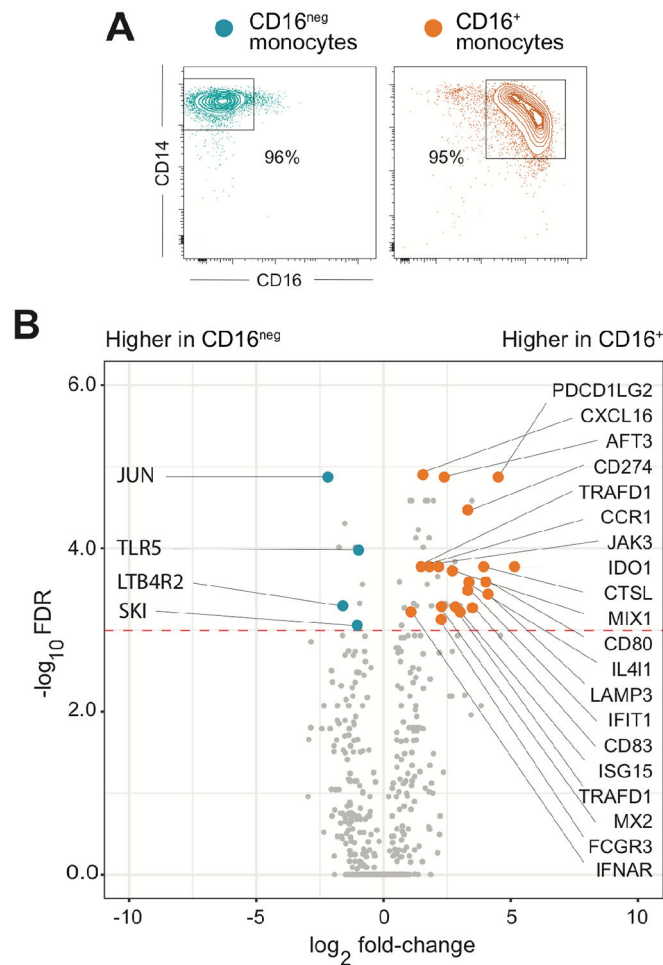 A
CD16neg
monocytes
CD16+
monocytes
CD14
96%
95%
CD16
B
Higher in CD16neg
Higher in CD16+
6.0
4.0
2.0
0.0
-log10 FDR
JUN
TLR5
LTB4R2
SKI
PDCD1LG2
CXCL16
AFT3
CD274
TRAFD1
CCR1
JAK3
IDO1
CTSL
MIX1
CD80
IL4I1
LAMP3
IFIT1
CD83
ISG15
TRAFD1
MX2
FCGR3
IFNAR
-10
-5
0
5
10
log2 fold-change